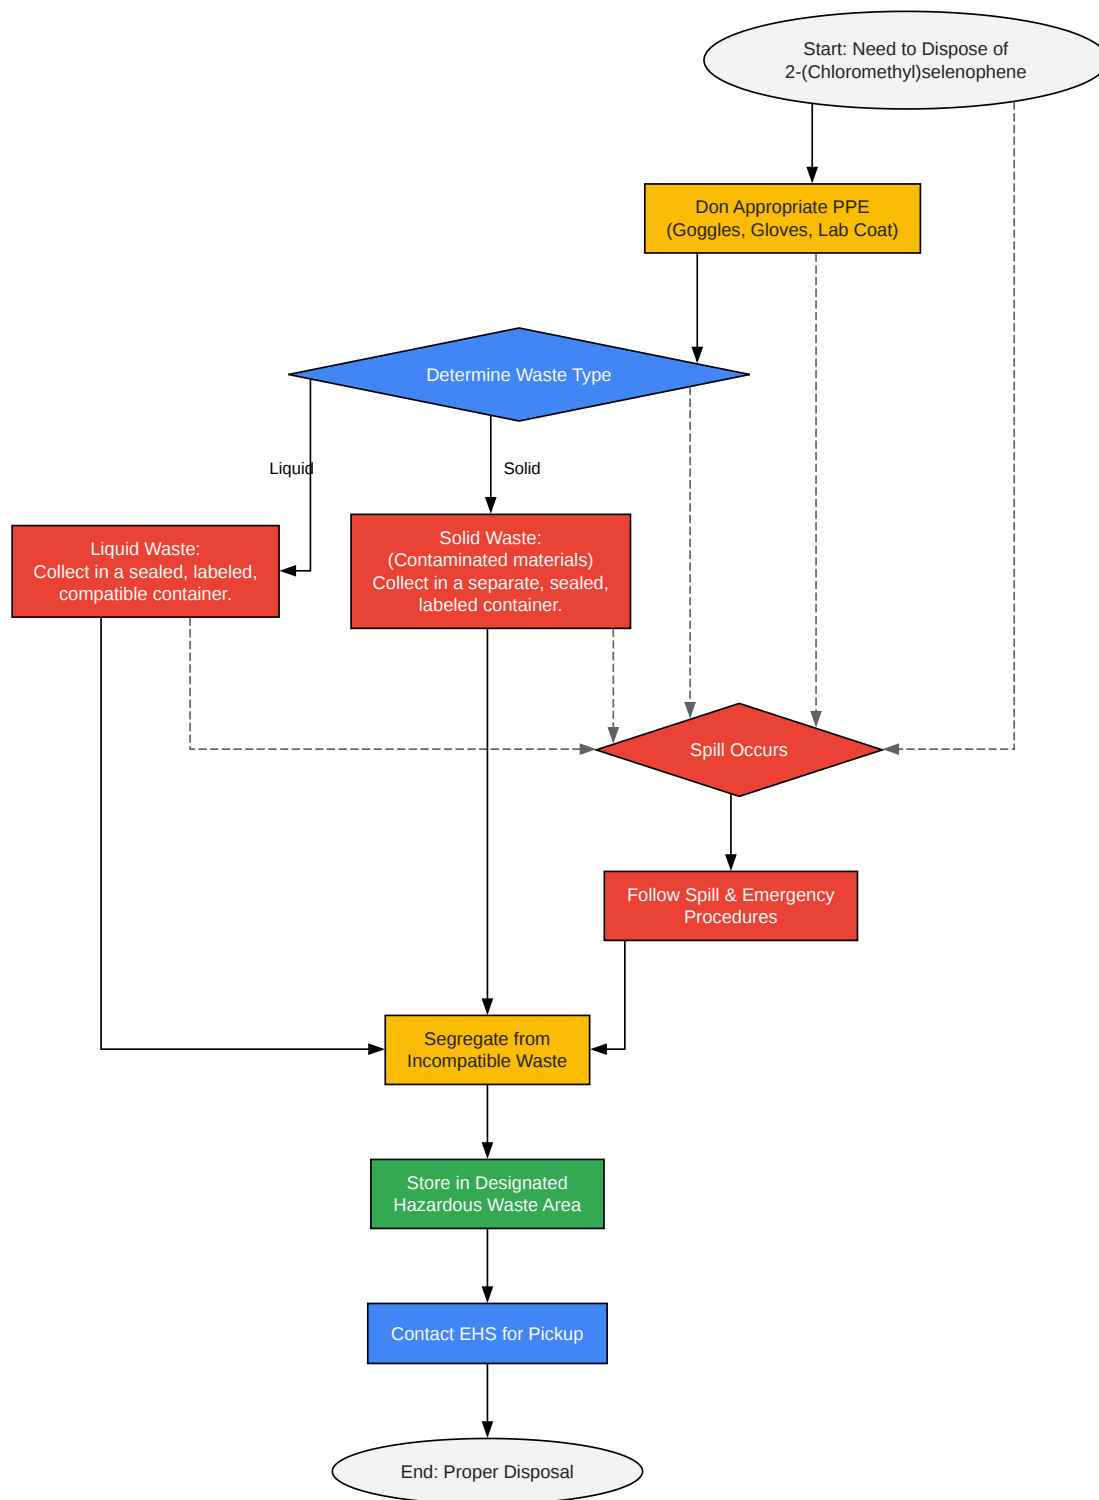 Start: Need to Dispose of
2-(Chloromethyl)selenophene
Don Appropriate PPE
(Goggles, Gloves, Lab Coat)
Determine Waste Type
Liquid
Solid
Liquid Waste:
Collect in a sealed, labeled,
compatible container.
Solid Waste:
(Contaminated materials)
Collect in a separate, sealed,
labeled container.
Spill Occurs
Follow Spill & Emergency
Procedures
Segregate from
Incompatible Waste
Store in Designated
Hazardous Waste Area
Contact EHS for Pickup
End: Proper Disposal